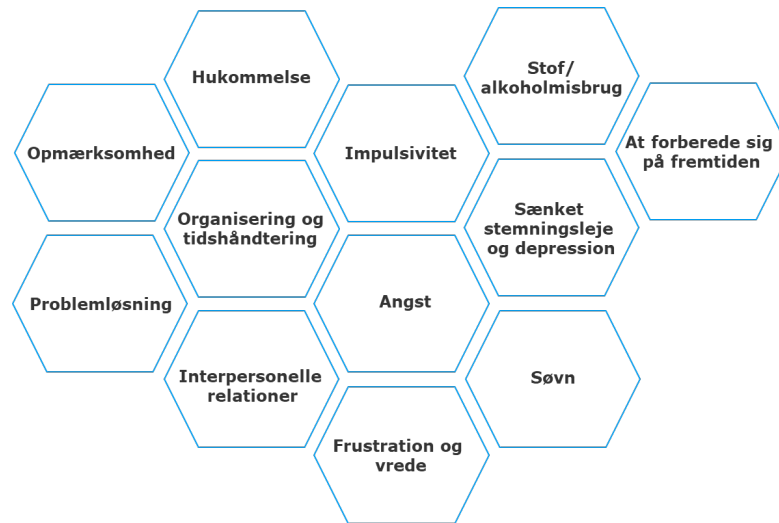 Hukommelse
Stof/
alkoholmisbrug
Opmærksomhed
Impulsivitet
At forberede sig
på fremtiden
Organisering og
tidshåndtering
Sænket
stemningsleje
og depression
Problemløsning
Angst
Interpersonelle
relationer
Søvn
Frustration og
vrede